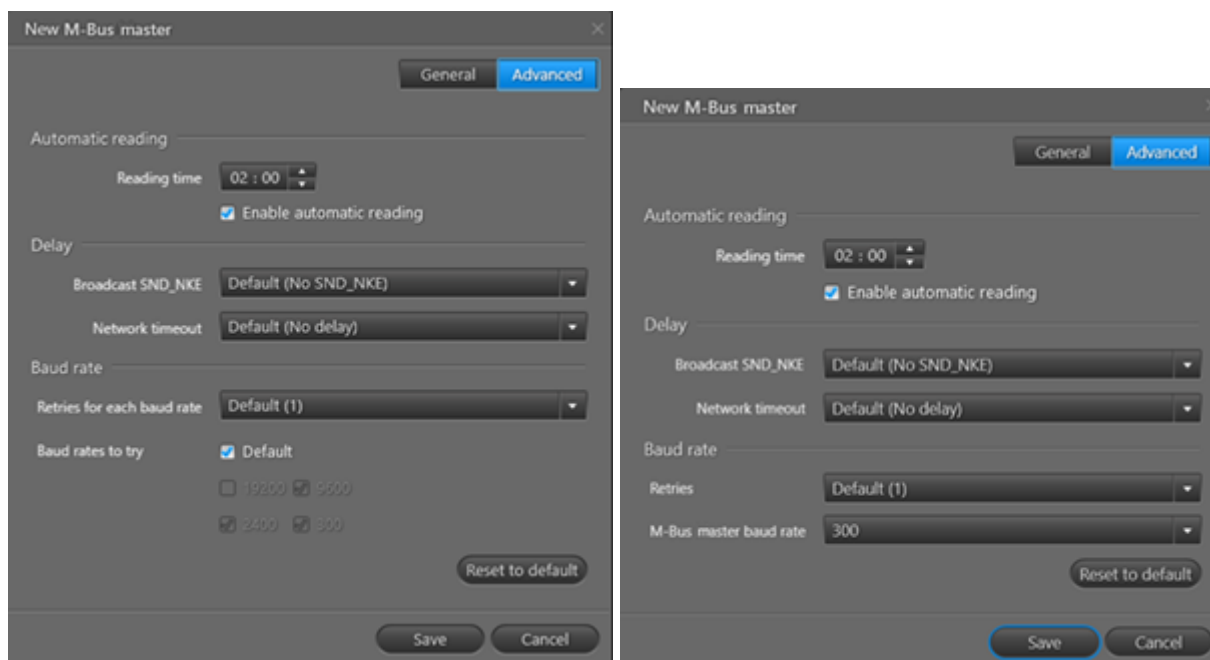 New M-Bus master
General Advanced
Automatic reading
Reading time 02 : 00
Enable automatic reading
Delay
Broadcast SND_NKE Default (No SND_NKE)
Network timeout Default (No delay)
Baud rate
Retries for each baud rate Default (1)
Baud rates to try Default
19200 9600
2400 300
Reset to default
Save Cancel
New M-Bus master
General Advanced
Automatic reading
Reading time 02 : 00
Enable automatic reading
Delay
Broadcast SND_NKE Default (No SND_NKE)
Network timeout Default (No delay)
Baud rate
Retries Default (1)
M-Bus master baud rate 300
Reset to default
Save Cancel